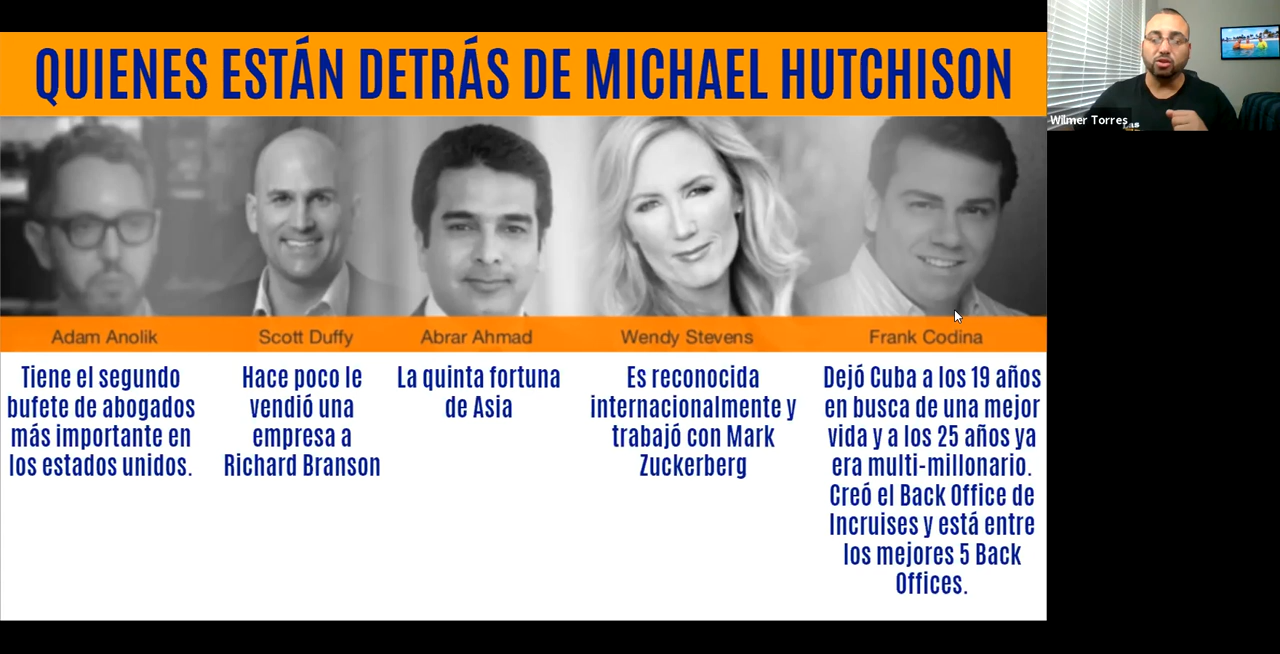 QUIENES ESTÁN DETRÁS DE MICHAEL HUTCHISON
Wilmer Torres
Adam Anolik
Scott Duffy
Abrar Ahmad
Wendy Stevens
Frank Codina
Tiene el segundo
bufete de abogados
más importante en
los estados unidos.
Hace poco le
vendió una
empresa a
Richard Branson
La quinta fortuna
de Asia
Es reconocida
internacionalmente y
trabajó con Mark
Zuckerberg
Dejó Cuba a los 19 años
en busca de una mejor
vida y a los 25 años ya
era multi-millonario.
Creó el Back Office de
Incruises y está entre
los mejores 5 Back
Offices.